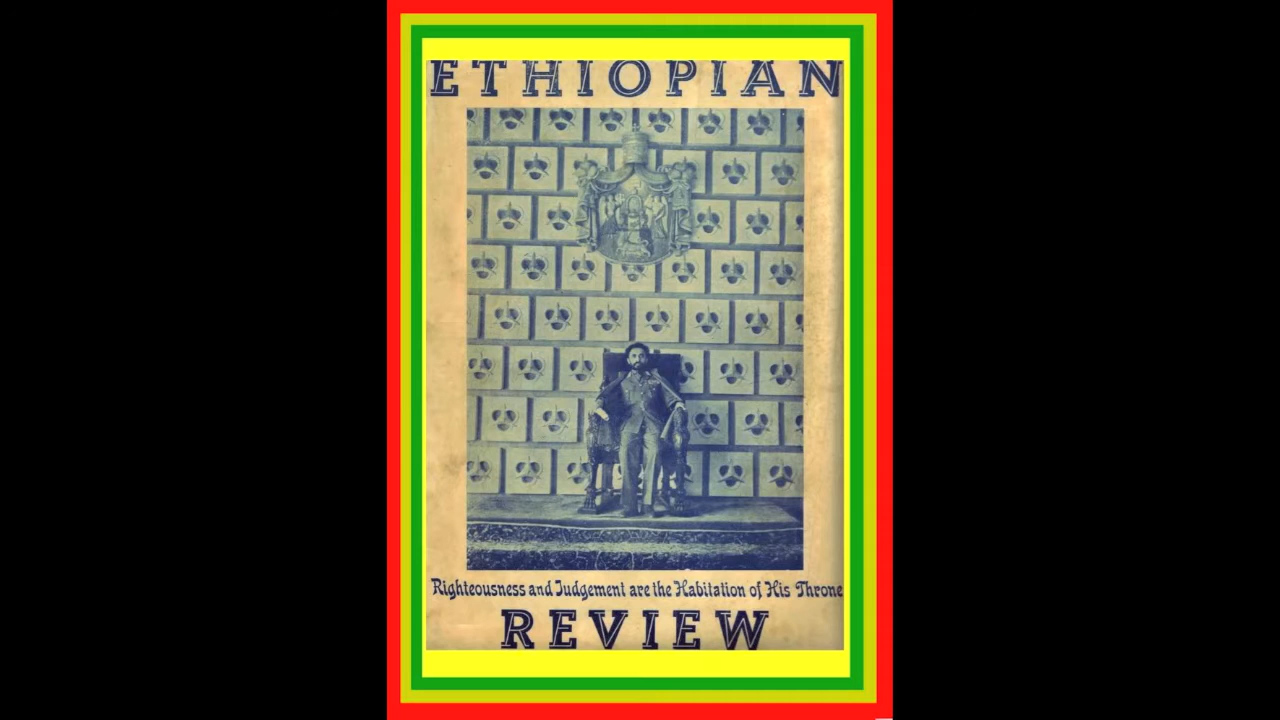 ETHIOPIAN
Righteousness and Judgement are the Habitation of His Throne
REVIEW